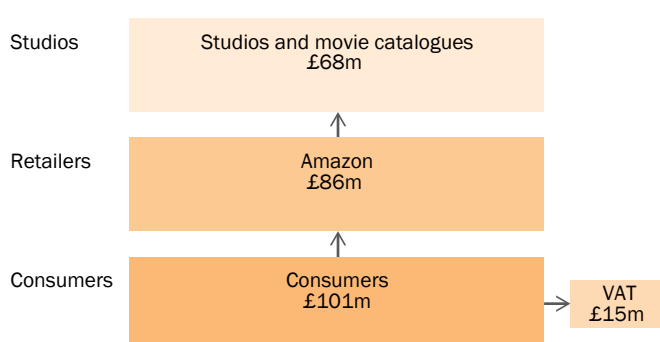 Studios
Studios and movie catalogues
£68m
Retailers
Amazon
£86m
Consumers
Consumers
£101m
VAT
£15m